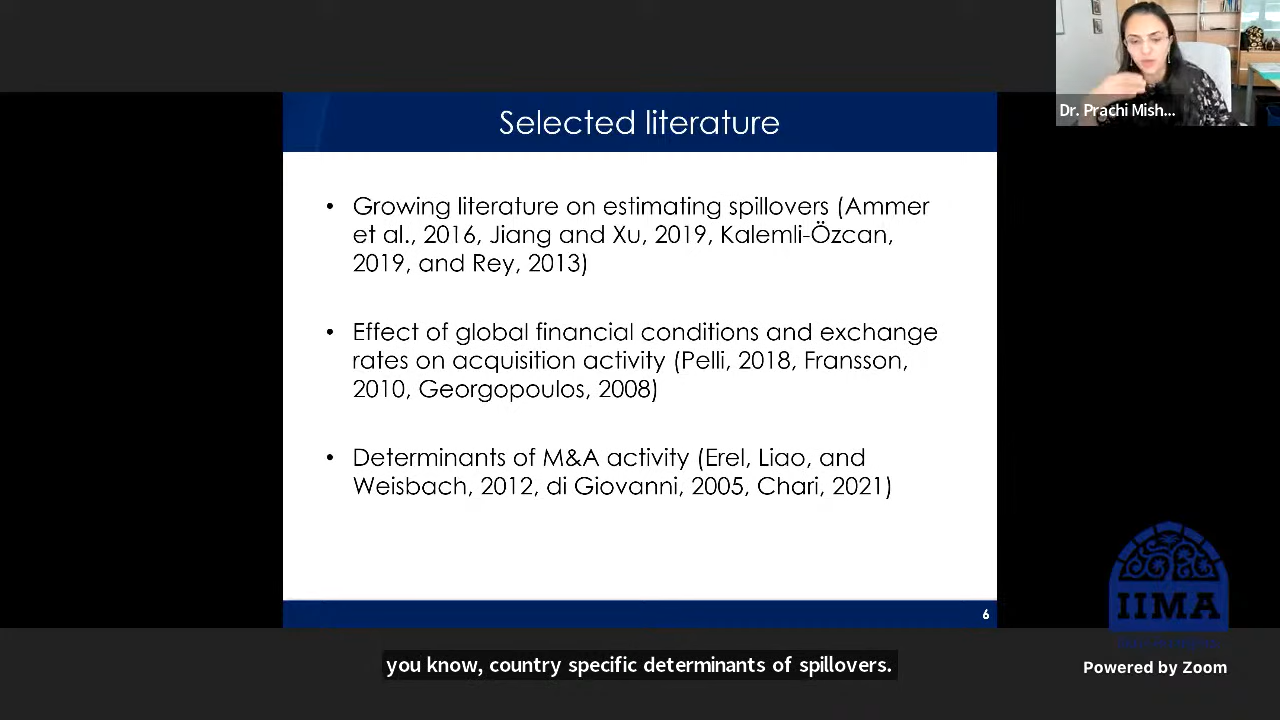 Dr. Prachi Mish...
Selected literature
• Growing literature on estimating spillovers (Ammer
et al., 2016, Jiang and Xu, 2019, Kalemli-Özcan,
2019, and Rey, 2013)
• Effect of global financial conditions and exchange
rates on acquisition activity (Pelli, 2018, Fransson,
2010, Georgopoulos, 2008)
• Determinants of M&A activity (Erel, Liao, and
Weisbach, 2012, di Giovanni, 2005, Chari, 2021)
6
IIMA
you know, country specific determinants of spillovers.
Powered by Zoom